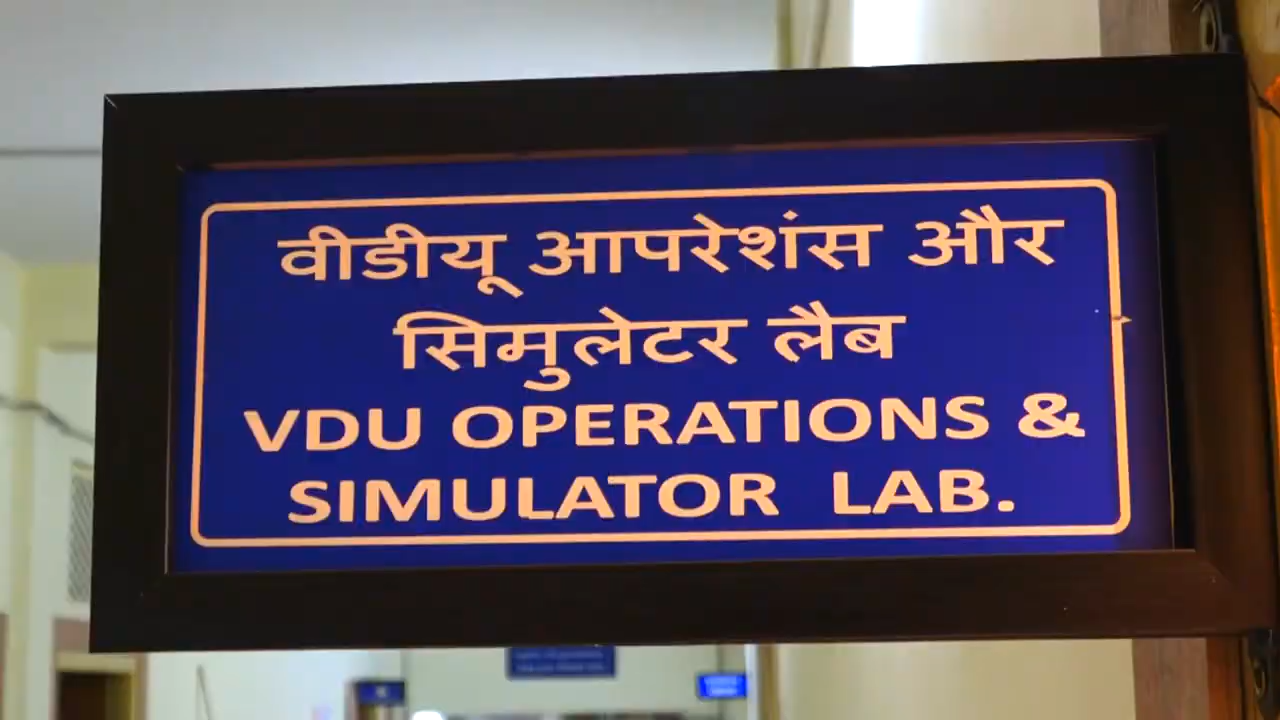 वीडीयू आपरेशंस और
सिमुलेटर लैब
VDU OPERATIONS &
SIMULATOR LAB.